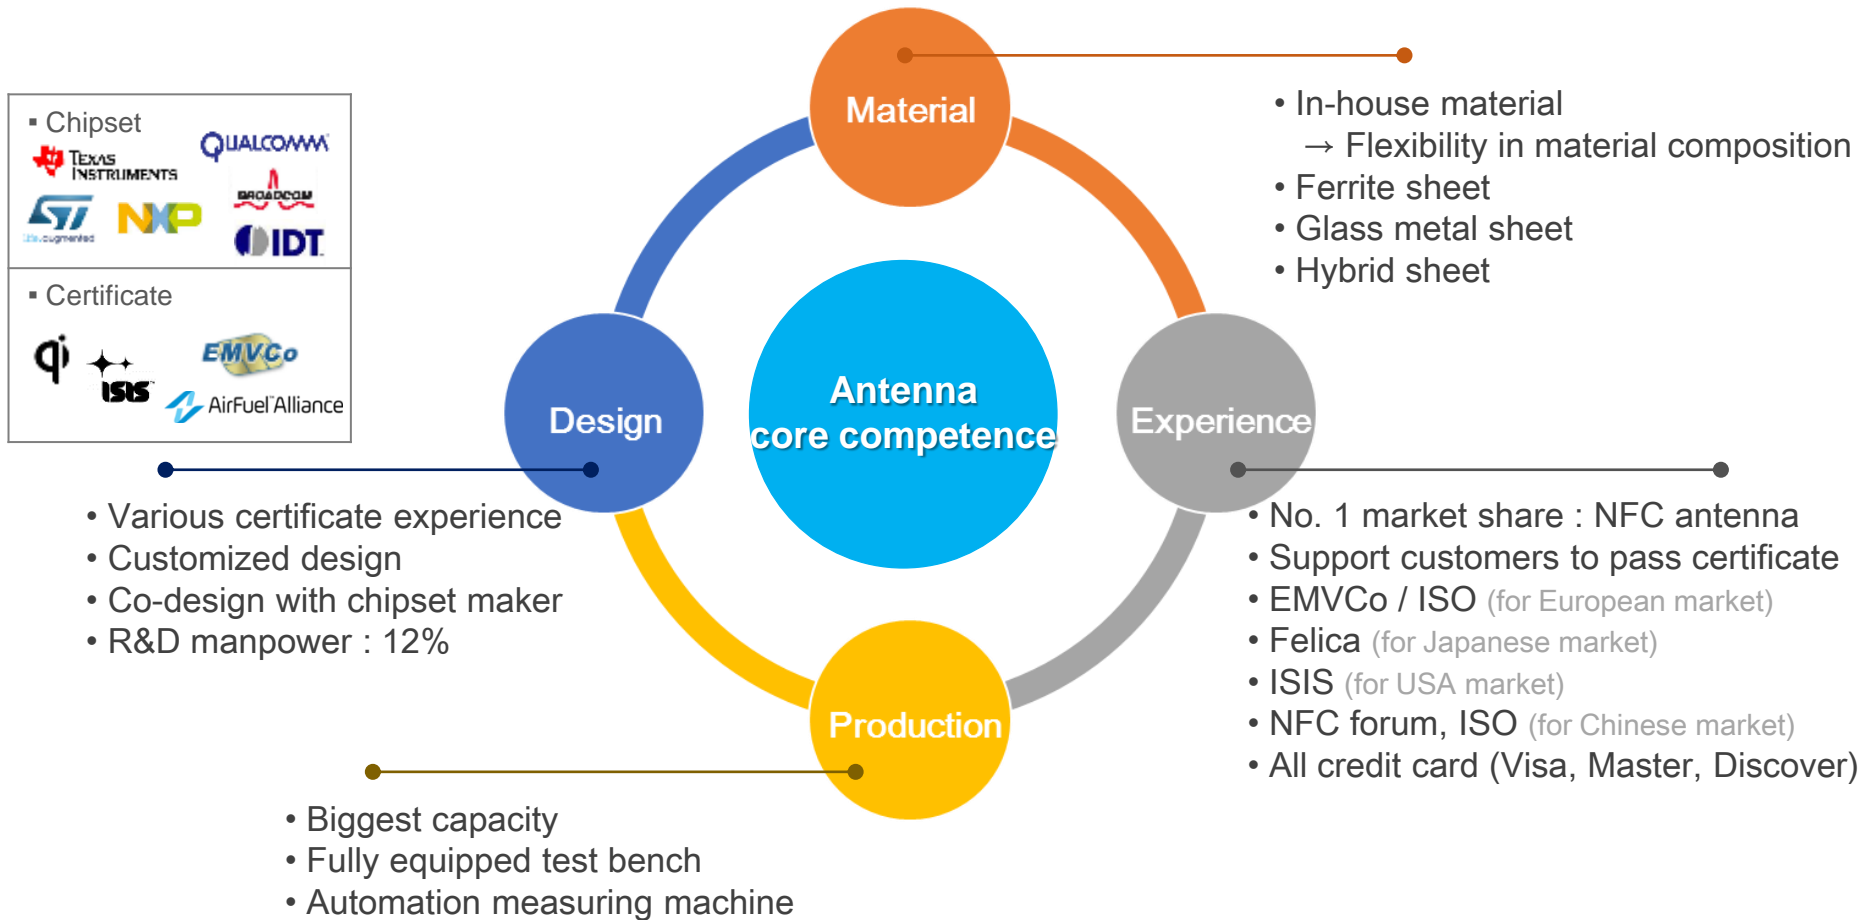 Material
• In-house material
→ Flexibility in material composition
• Ferrite sheet
• Glass metal sheet
• Hybrid sheet
▪ Chipset
TEXAS
INSTRUMENTS
QUALCOMM
BROADCOM
ST
life.augmented
NXP
IDT
▪ Certificate
qi
ISIS
EMVCo
AirFuel Alliance
Design
Antenna
core competence
Experience
• Various certificate experience
• Customized design
• Co-design with chipset maker
• R&D manpower : 12%
• No. 1 market share : NFC antenna
• Support customers to pass certificate
• EMVCo / ISO (for European market)
• Felica (for Japanese market)
• ISIS (for USA market)
• NFC forum, ISO (for Chinese market)
• All credit card (Visa, Master, Discover)
Production
• Biggest capacity
• Fully equipped test bench
• Automation measuring machine